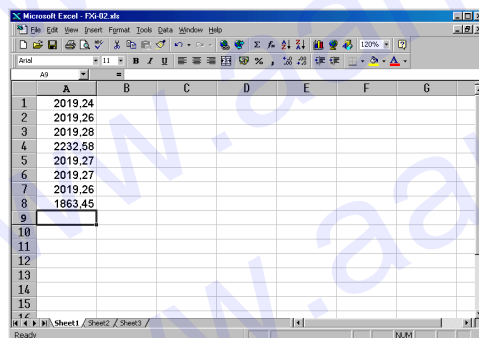 Microsoft Excel - FXi-02.xls
File Edit View Insert Format Tools Data Window Help
120%
Arial 11 B I U
A9 =
A B C D E F G
1 2019,24
2 2019,26
3 2019,28
4 2232,58
5 2019,27
6 2019,27
7 2019,26
8 1863,45
9
10
11
12
13
14
15
16
Sheet1 Sheet2 Sheet3
Ready NUM